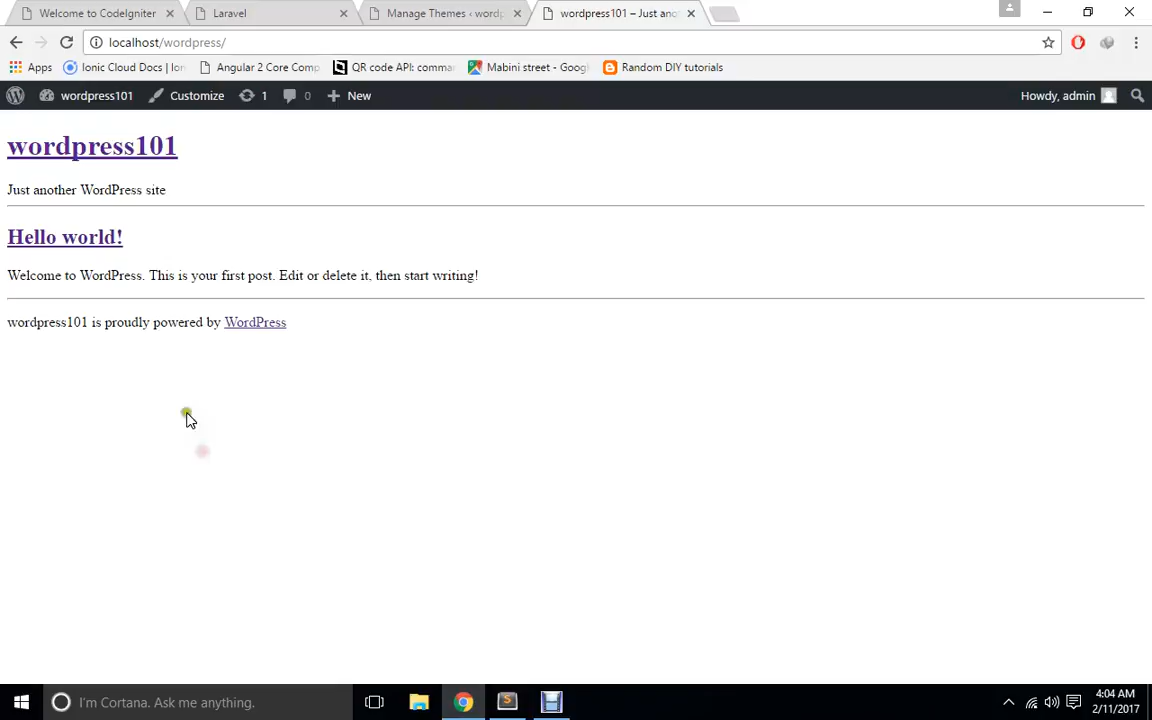 Welcome to CodeIgniter
Laravel
Manage Themes ‹ wordp
wordpress101 – Just ano
localhost/wordpress/
Apps
Ionic Cloud Docs | Ion
Angular 2 Core Comp
QR code API: comma
Mabini street - Googl
Random DIY tutorials
wordpress101
Customize
1
0
New
Howdy, admin
wordpress101
Just another WordPress site
Hello world!
Welcome to WordPress. This is your first post. Edit or delete it, then start writing!
wordpress101 is proudly powered by WordPress
I'm Cortana. Ask me anything.
4:04 AM
2/11/2017